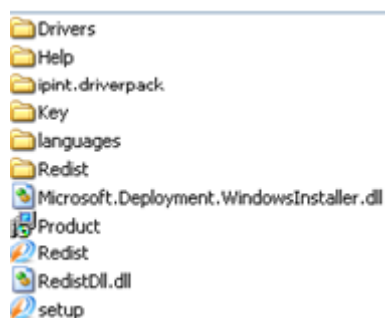 Drivers
Help
ipint.driverpack
Key
languages
Redist
Microsoft.Deployment.WindowsInstaller.dll
Product
Redist
RedistDll.dll
setup